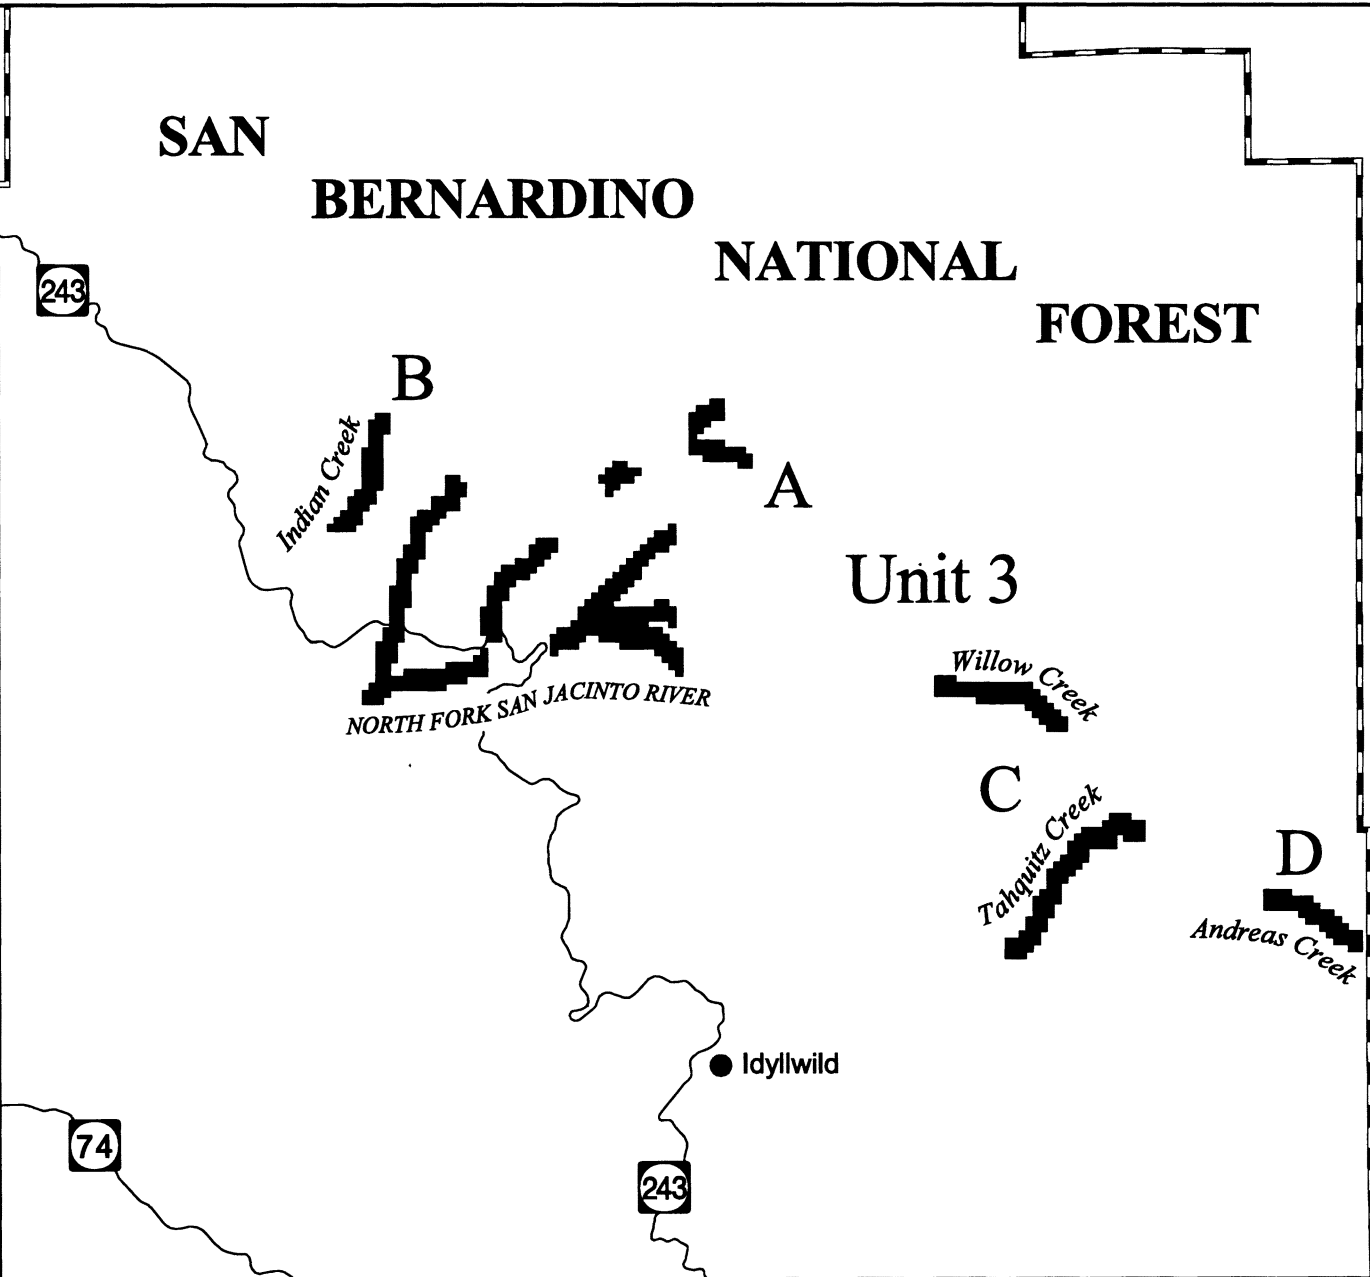 SAN
BERNARDINO
NATIONAL
FOREST
243
B
Indian Creek
A
Unit 3
Willow Creek
NORTH FORK SAN JACINTO RIVER
C
Tahquitz Creek
D
Andreas Creek
Idyllwild
74
243